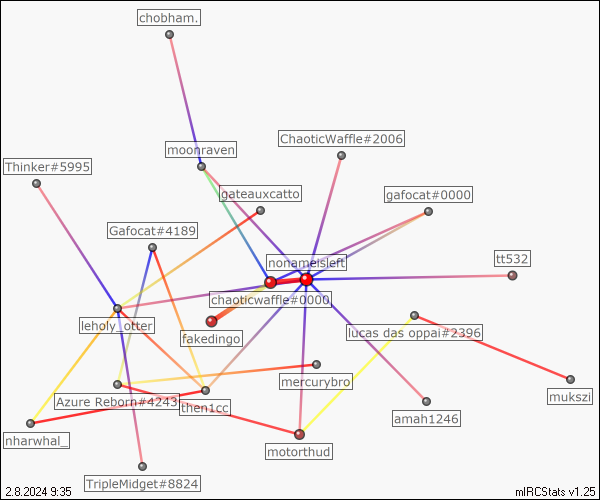 chobham.
ChaoticWaffle#2006
moonraven
Thinker#5995
gateauxcatto
gafocat#0000
Gafocat#4189
nonameisleft
tt532
chaoticwaffle#0000
leholy_otter
fakedingo
lucas das oppai#2396
mercurybro
mukszi
Azure Reborn#4243
then1cc
amah1246
nharwhal_
motorthud
TripleMidget#8824
2.8.2024 9:35
mIRCStats v1.25